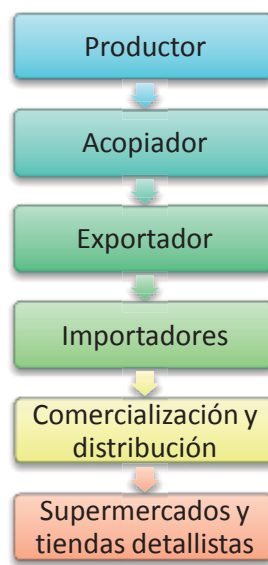 Productor
Acopiador
Exportador
Importadores
Comercialización y
distribución
Supermercados y
tiendas detallistas